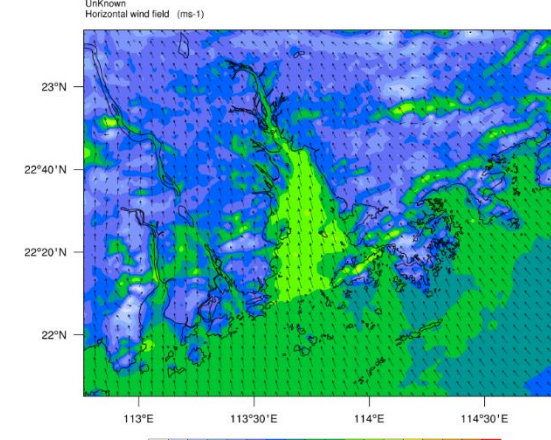 UnKnown
Horizontal wind field (ms-1)
23°N
22°40'N
22°20'N
22°N
113°E
113°30'E
114°E
114°30'E